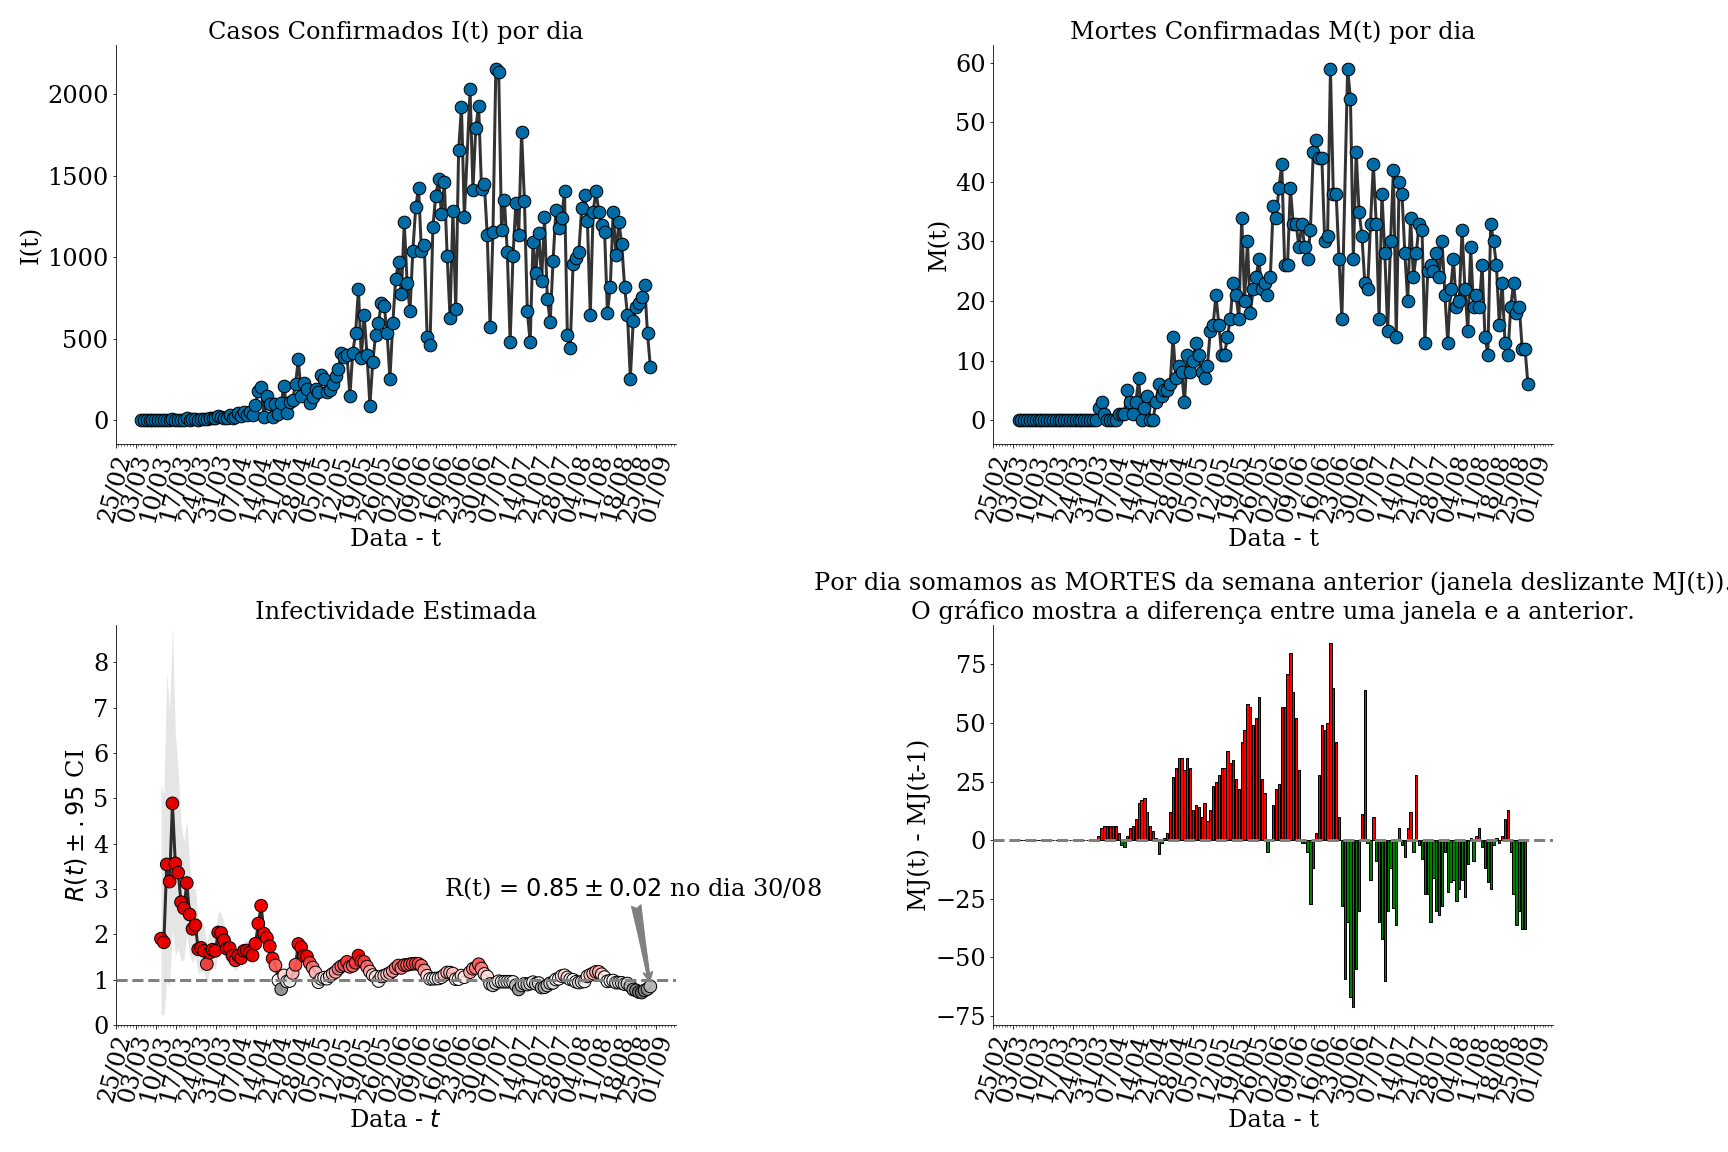 Casos Confirmados I(t) por dia
I(t)
2000
1500
1000
500
0
25/02 03/03 10/03 17/03 24/03 31/03 07/04 14/04 21/04 28/04 05/05 12/05 19/05 26/05 02/06 09/06 16/06 23/06 30/06 07/07 14/07 21/07 28/07 04/08 11/08 18/08 25/08 01/09
Data - t
Mortes Confirmadas M(t) por dia
M(t)
60
50
40
30
20
10
0
25/02 03/03 10/03 17/03 24/03 31/03 07/04 14/04 21/04 28/04 05/05 12/05 19/05 26/05 02/06 09/06 16/06 23/06 30/06 07/07 14/07 21/07 28/07 04/08 11/08 18/08 25/08 01/09
Data - t
Infectividade Estimada
R(t) ± .95 CI
8
7
6
5
4
3
2
1
0
R(t) = 0.85 ± 0.02 no dia 30/08
25/02 03/03 10/03 17/03 24/03 31/03 07/04 14/04 21/04 28/04 05/05 12/05 19/05 26/05 02/06 09/06 16/06 23/06 30/06 07/07 14/07 21/07 28/07 04/08 11/08 18/08 25/08 01/09
Data - t
Por dia somamos as MORTES da semana anterior (janela deslizante MJ(t)).
O gráfico mostra a diferença entre uma janela e a anterior.
MJ(t) - MJ(t-1)
75
50
25
0
−25
−50
−75
25/02 03/03 10/03 17/03 24/03 31/03 07/04 14/04 21/04 28/04 05/05 12/05 19/05 26/05 02/06 09/06 16/06 23/06 30/06 07/07 14/07 21/07 28/07 04/08 11/08 18/08 25/08 01/09
Data - t